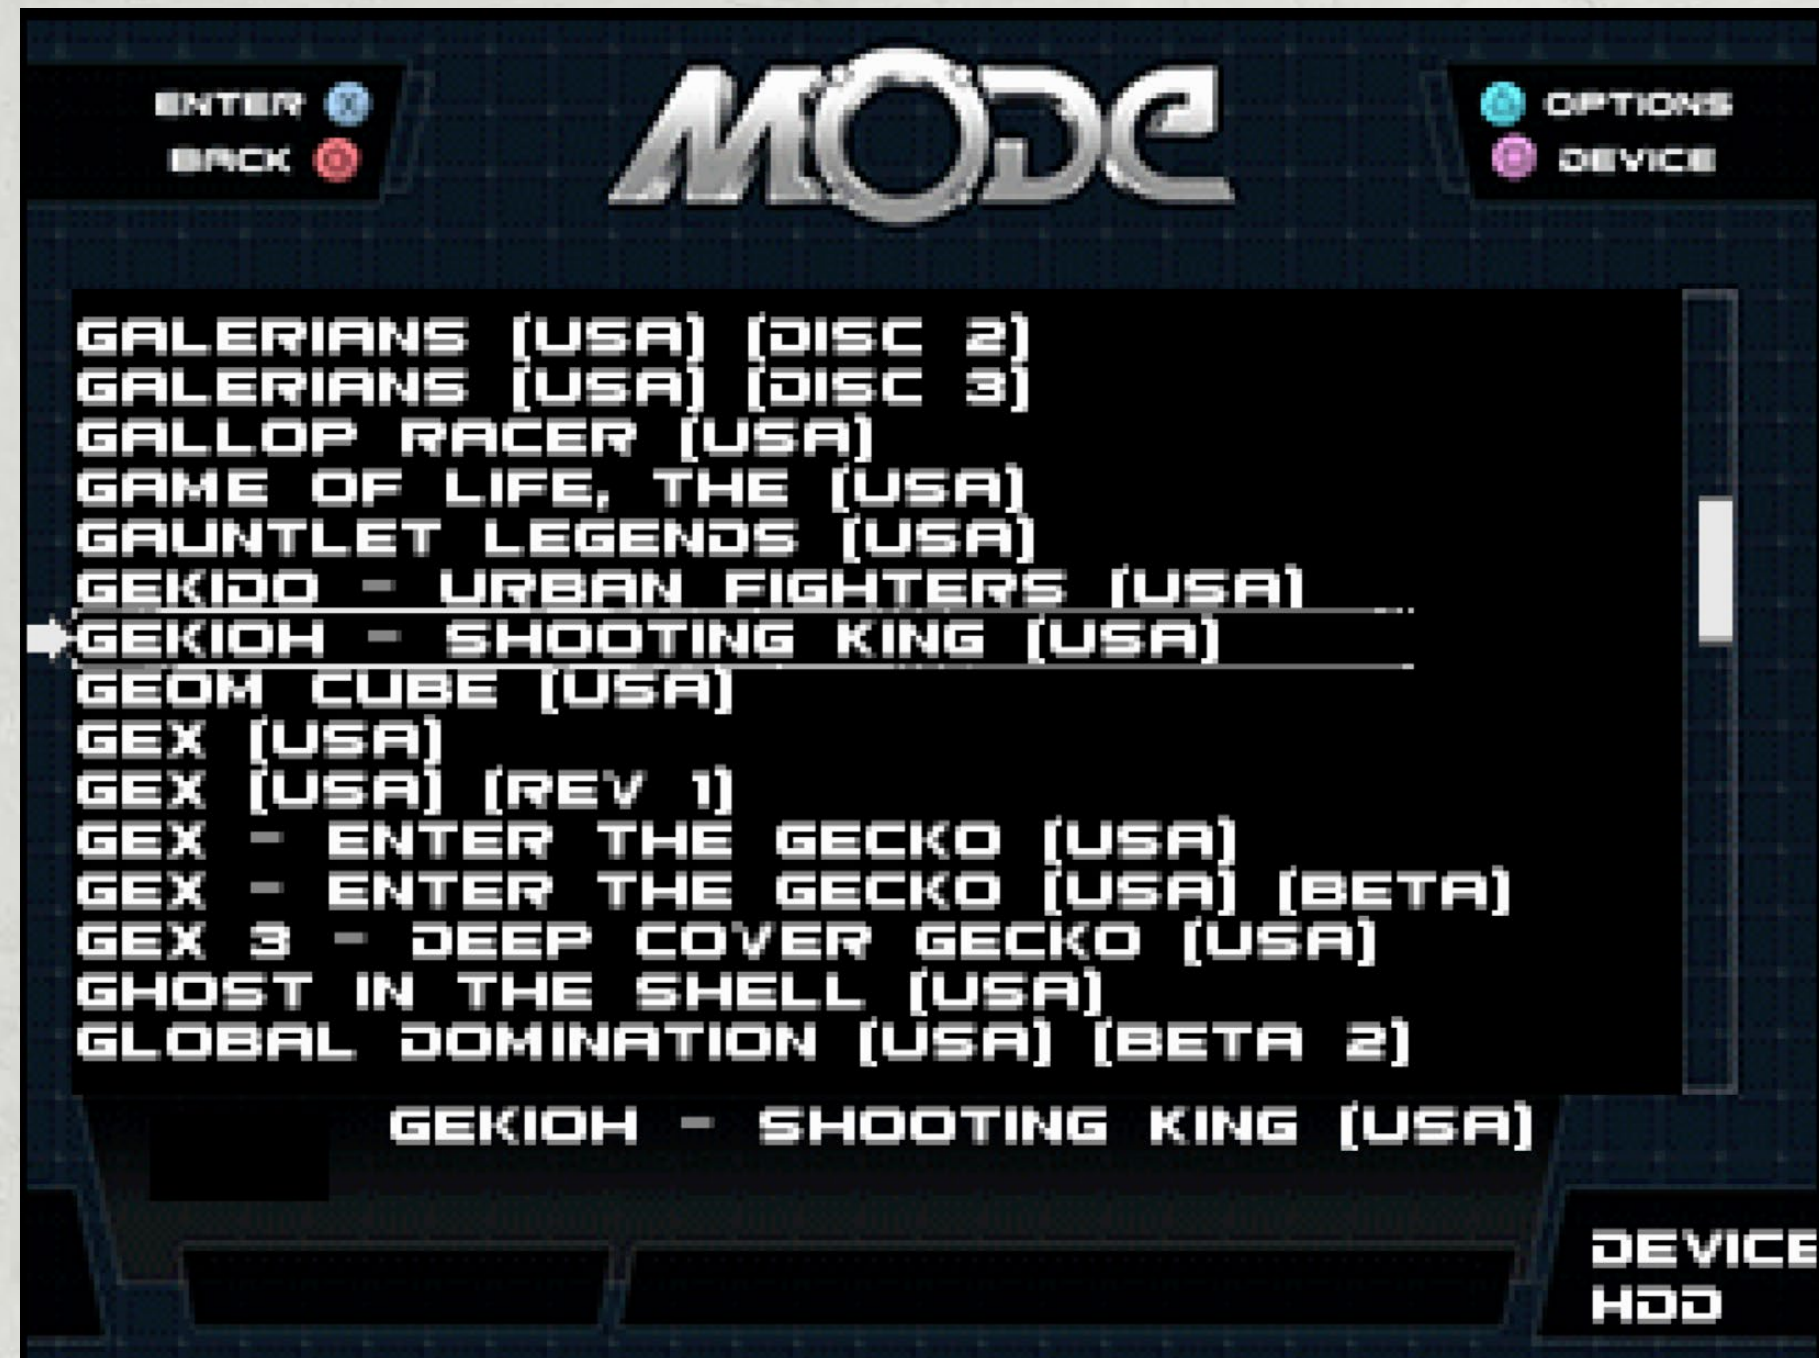 ENTER
BACK
MODE
OPTIONS
DEVICE
GALERIANS (USA) (DISC 2)
GALERIANS (USA) (DISC 3)
GALLOP RACER (USA)
GAME OF LIFE, THE (USA)
GAUNTLET LEGENDS (USA)
GEKIDO - URBAN FIGHTERS (USA)
GEKIOH - SHOOTING KING (USA)
GEOM CUBE (USA)
GEX (USA)
GEX (USA) (REV 1)
GEX - ENTER THE GECKO (USA)
GEX - ENTER THE GECKO (USA) (BETA)
GEX 3 - DEEP COVER GECKO (USA)
GHOST IN THE SHELL (USA)
GLOBAL DOMINATION (USA) (BETA 2)
GEKIOH - SHOOTING KING (USA)
DEVICE
HDD